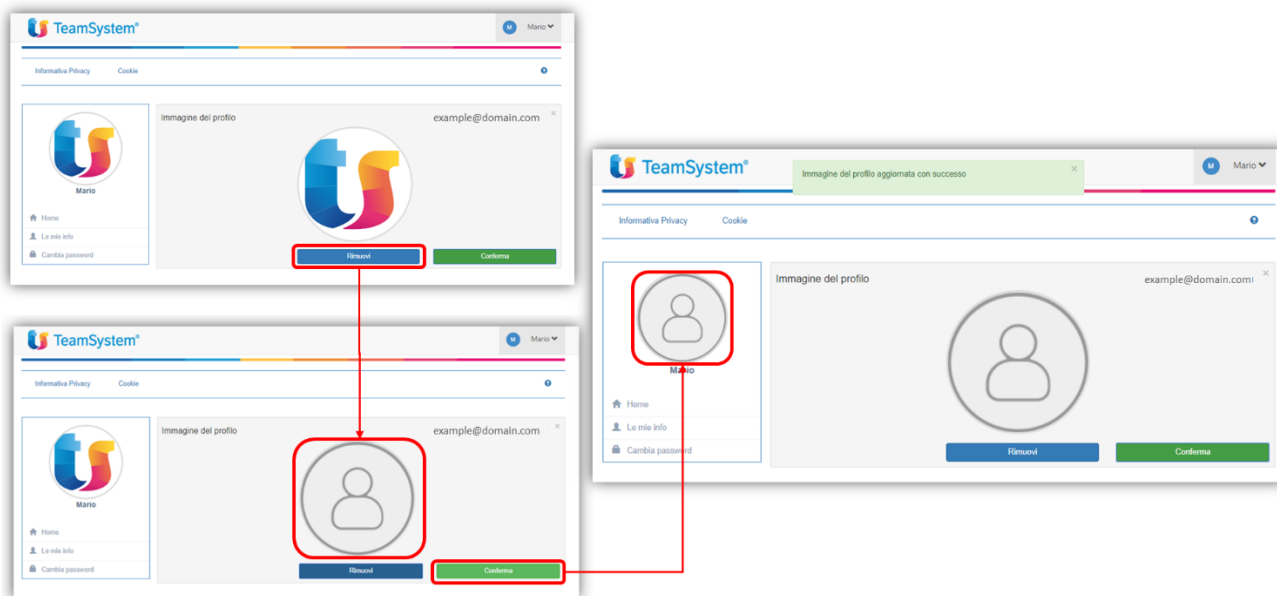 TeamSystem®
M Mario
Informativa Privacy Cookie
Immagine del profilo example@domain.com ×
Mario
Home
Le mie info
Cambia password
Rimuovi Conferma
TeamSystem®
M Mario
Informativa Privacy Cookie
Immagine del profilo example@domain.com ×
Mario
Home
Le mie info
Cambia password
Rimuovi Conferma
TeamSystem®
Immagine del profilo aggiornata con successo ×
M Mario
Informativa Privacy Cookie
Immagine del profilo example@domain.com ×
Mario
Home
Le mie info
Cambia password
Rimuovi Conferma